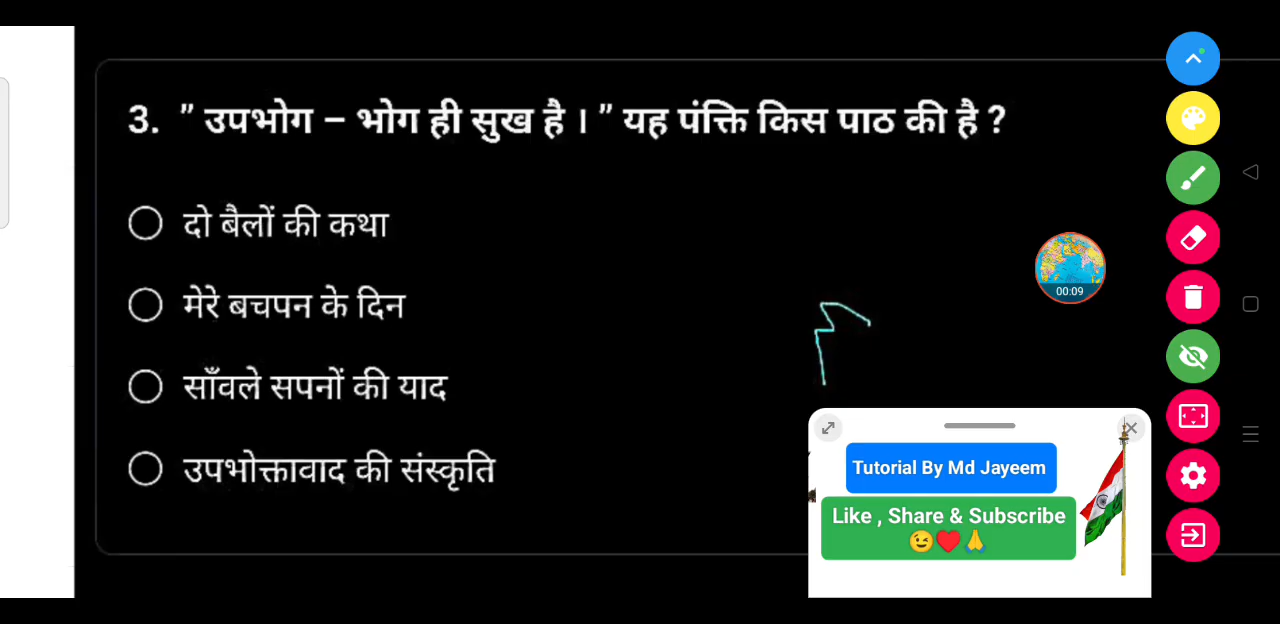 3. " उपभोग – भोग ही सुख है । " यह पंक्ति किस पाठ की है ?
दो बैलों की कथा
मेरे बचपन के दिन
साँवले सपनों की याद
उपभोक्तावाद की संस्कृति
00:09
Tutorial By Md Jayeem
Like , Share & Subscribe
😉❤️🙏